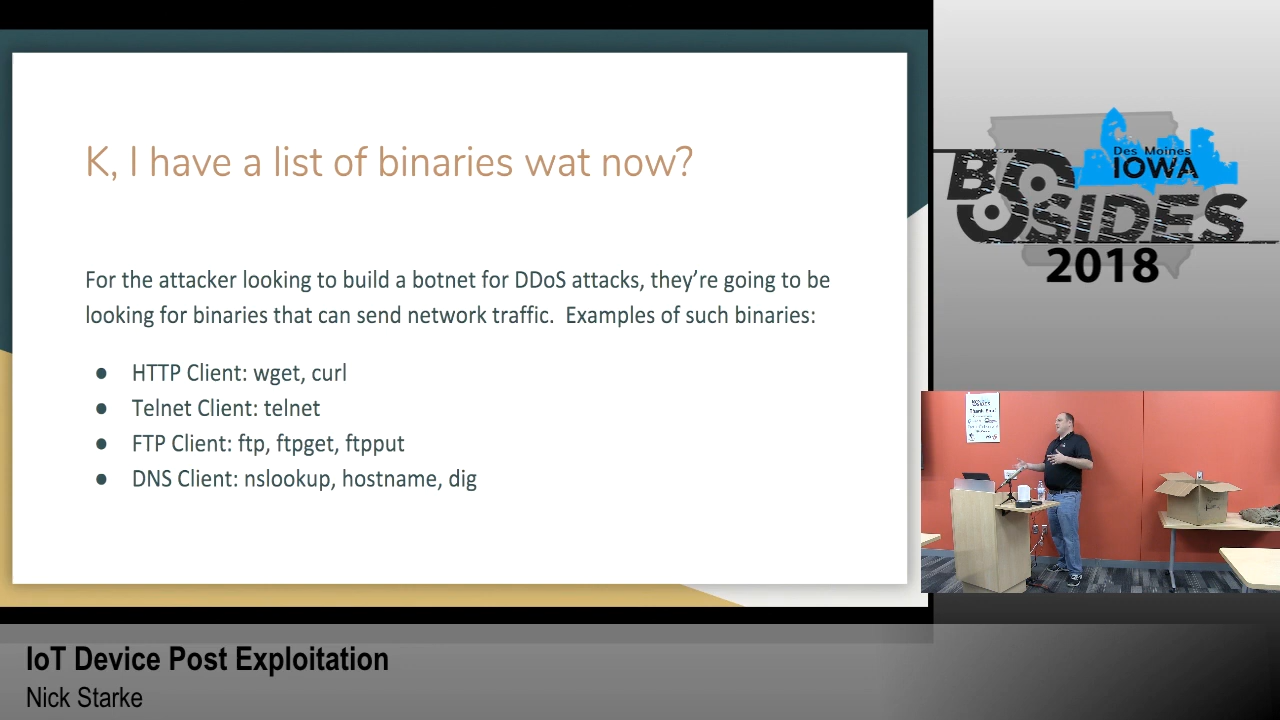 K, I have a list of binaries wat now?
For the attacker looking to build a botnet for DDoS attacks, they're going to be
looking for binaries that can send network traffic.  Examples of such binaries:
● HTTP Client: wget, curl
● Telnet Client: telnet
● FTP Client: ftp, ftpget, ftpput
● DNS Client: nslookup, hostname, dig
Des Moines
IOWA
BSIDES
2018
Thank You!
IoT Device Post Exploitation
Nick Starke